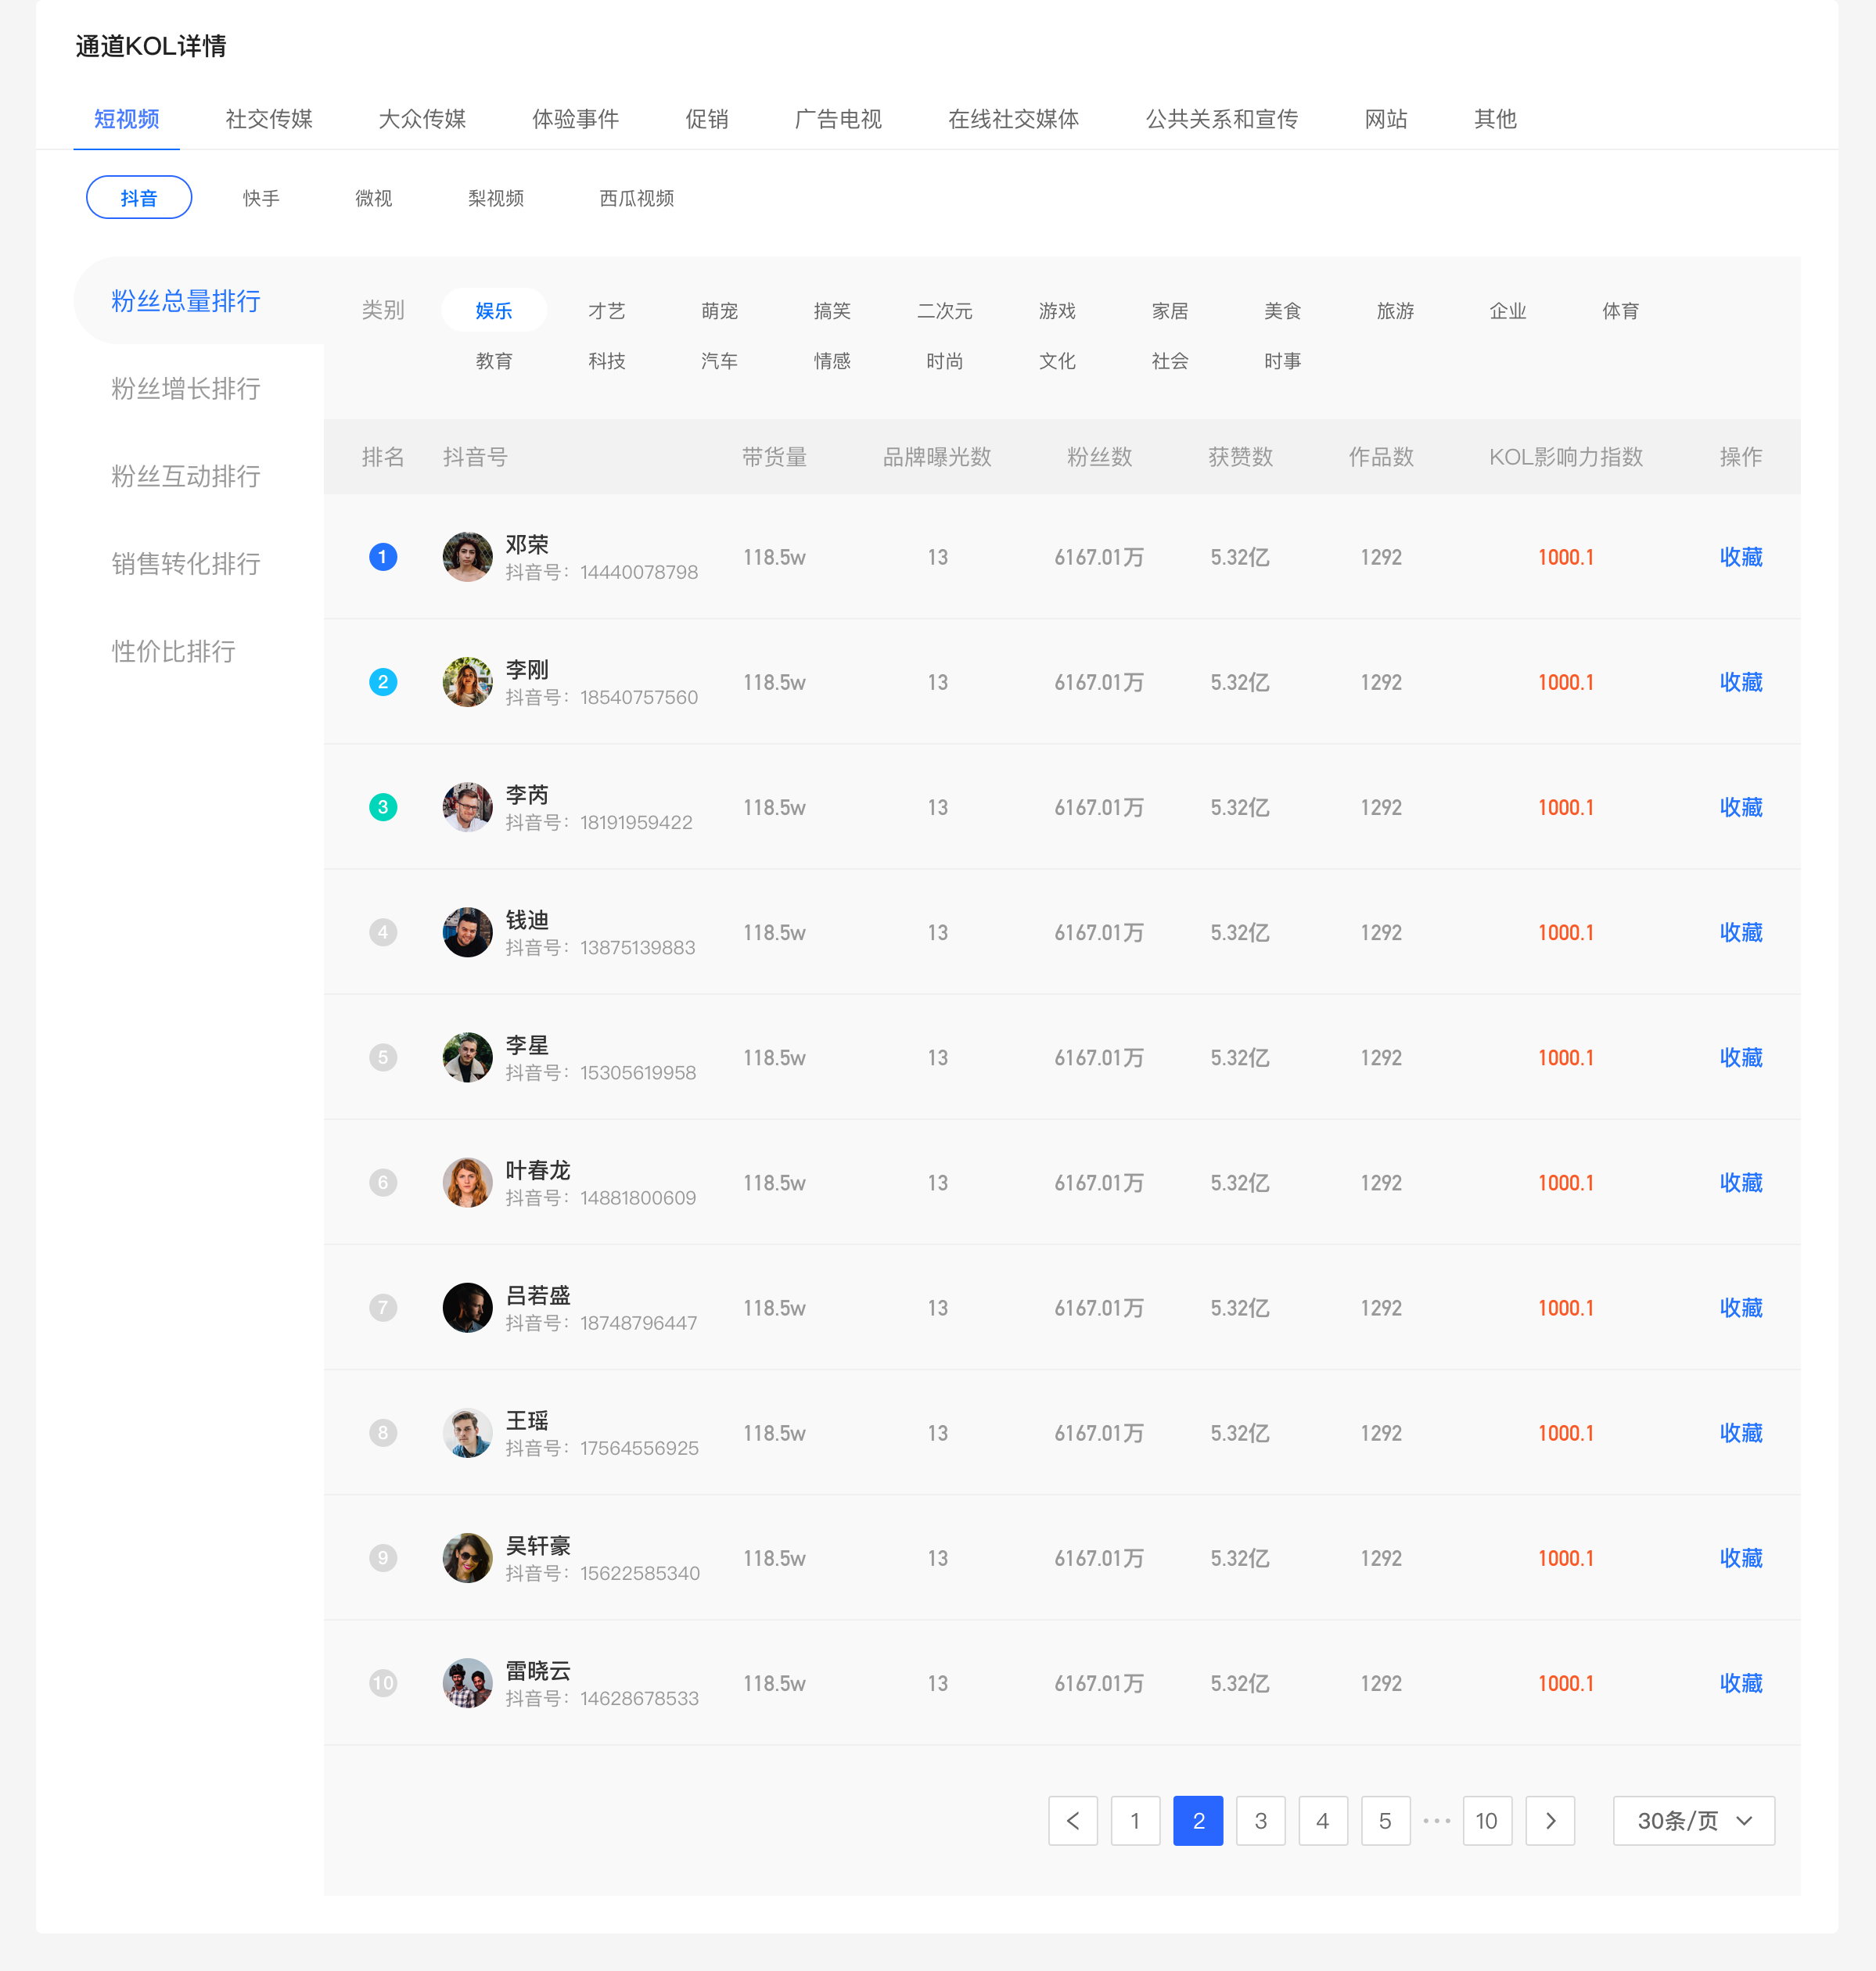 通道KOL详情
短视频 社交传媒 大众传媒 体验事件 促销 广告电视 在线社交媒体 公共关系和宣传 网站 其他
抖音 快手 微视 梨视频 西瓜视频
粉丝总量排行
粉丝增长排行
粉丝互动排行
销售转化排行
性价比排行
类别 娱乐 才艺 萌宠 搞笑 二次元 游戏 家居 美食 旅游 企业 体育
教育 科技 汽车 情感 时尚 文化 社会 时事
排名 抖音号 带货量 品牌曝光数 粉丝数 获赞数 作品数 KOL影响力指数 操作
1 邓荣 118.5w 13 6167.01万 5.32亿 1292 1000.1 收藏
抖音号：14440078798
2 李刚 118.5w 13 6167.01万 5.32亿 1292 1000.1 收藏
抖音号：18540757560
3 李芮 118.5w 13 6167.01万 5.32亿 1292 1000.1 收藏
抖音号：18191959422
4 钱迪 118.5w 13 6167.01万 5.32亿 1292 1000.1 收藏
抖音号：13875139883
5 李星 118.5w 13 6167.01万 5.32亿 1292 1000.1 收藏
抖音号：15305619958
6 叶春龙 118.5w 13 6167.01万 5.32亿 1292 1000.1 收藏
抖音号：14881800609
7 吕若盛 118.5w 13 6167.01万 5.32亿 1292 1000.1 收藏
抖音号：18748796447
8 王瑶 118.5w 13 6167.01万 5.32亿 1292 1000.1 收藏
抖音号：17564556925
9 吴轩豪 118.5w 13 6167.01万 5.32亿 1292 1000.1 收藏
抖音号：15622585340
10 雷晓云 118.5w 13 6167.01万 5.32亿 1292 1000.1 收藏
抖音号：14628678533
< 1 2 3 4 5 ··· 10 > 30条/页